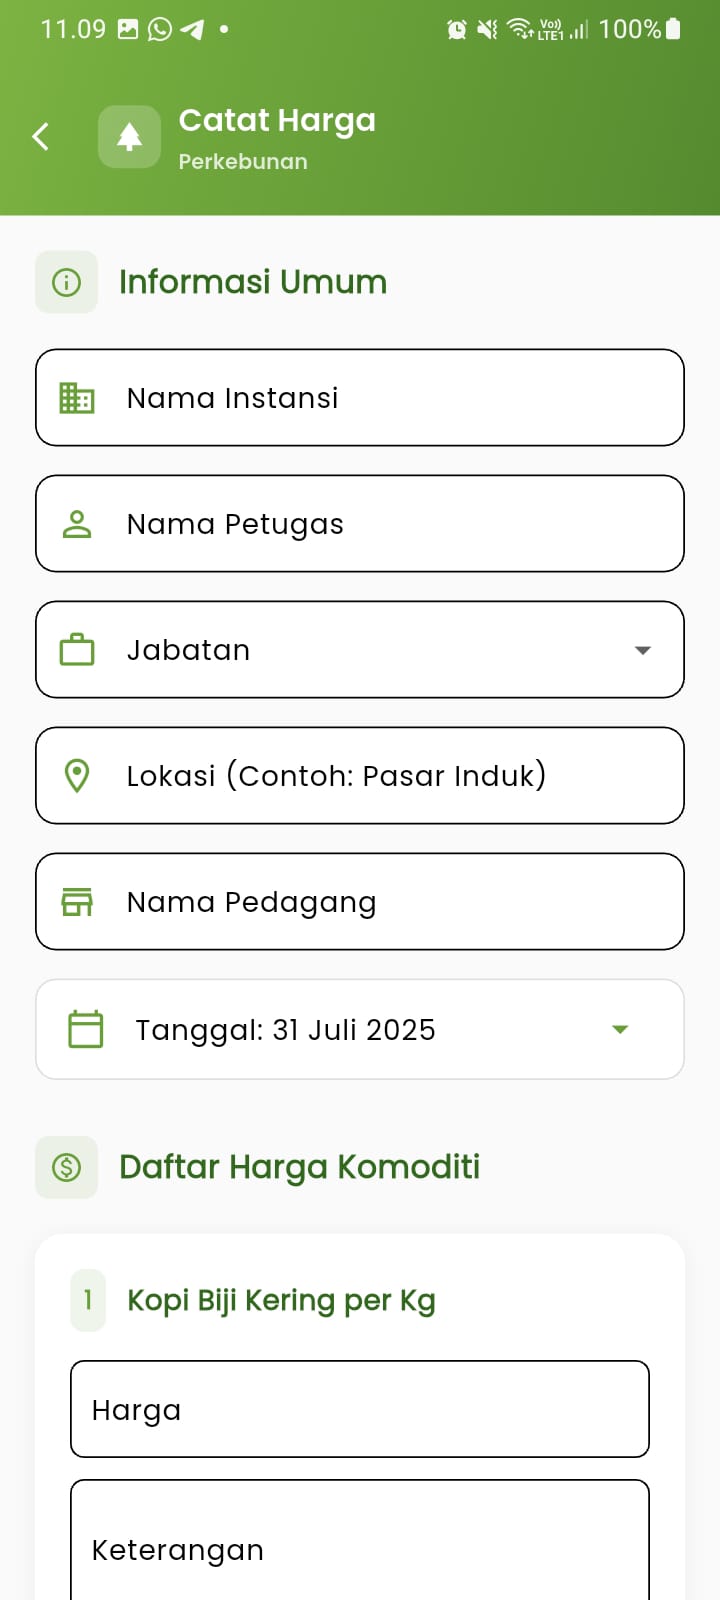 11.09
Vo))
LTE1
100%
Catat Harga
Perkebunan
Informasi Umum
Nama Instansi
Nama Petugas
Jabatan
Lokasi (Contoh: Pasar Induk)
Nama Pedagang
Tanggal: 31 Juli 2025
Daftar Harga Komoditi
1
Kopi Biji Kering per Kg
Harga
Keterangan